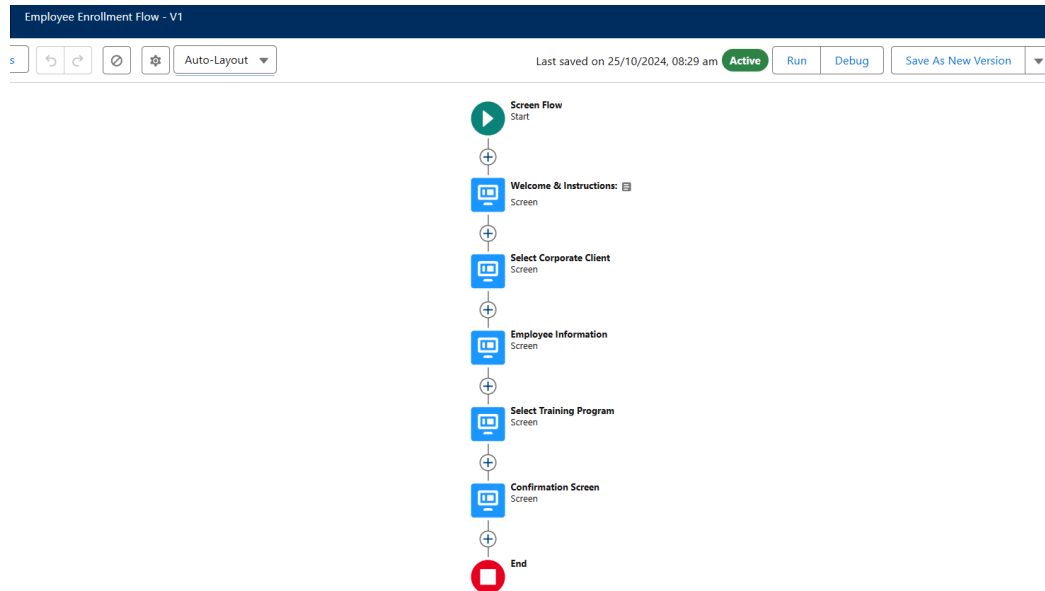 Employee Enrollment Flow - V1
s
Auto-Layout
Last saved on 25/10/2024, 08:29 am
Active
Run
Debug
Save As New Version
Screen Flow
Start
Welcome & Instructions:
Screen
Select Corporate Client
Screen
Employee Information
Screen
Select Training Program
Screen
Confirmation Screen
Screen
End